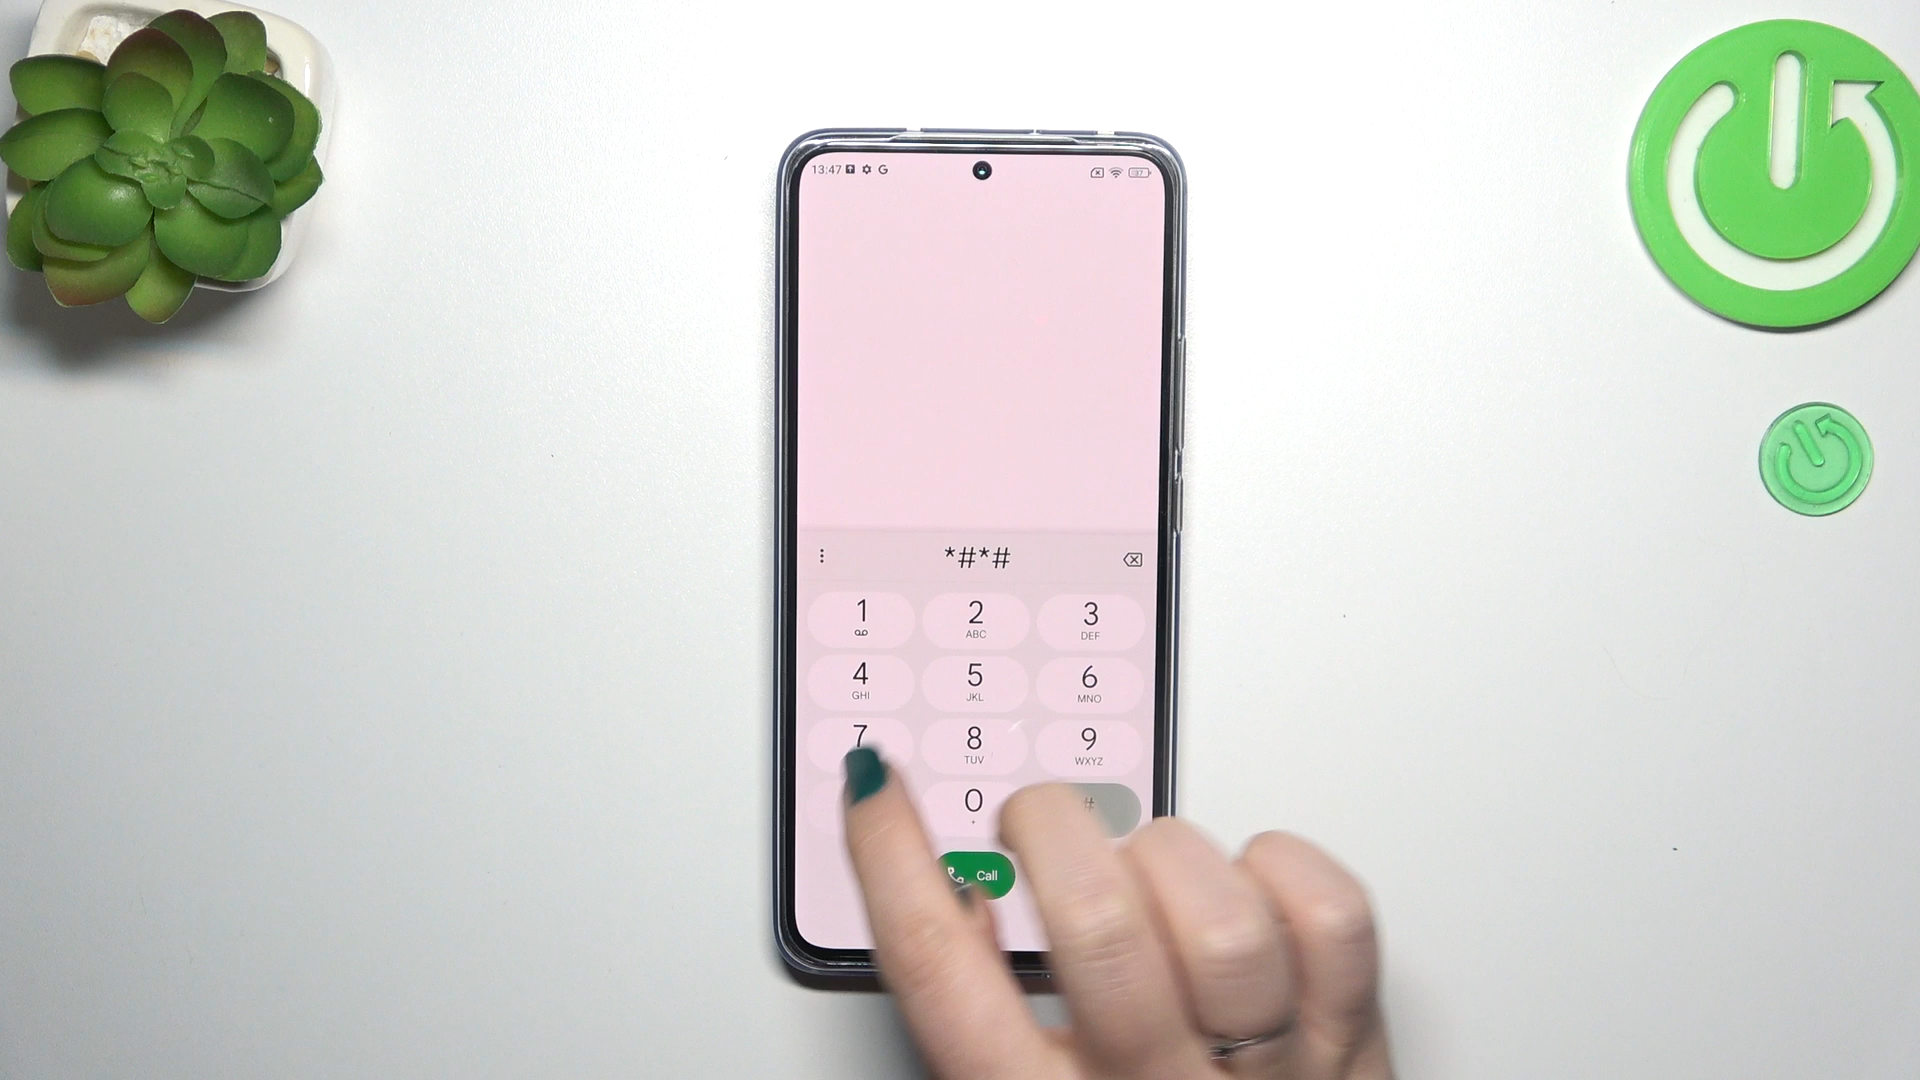 13:47 G 37
*#*#
1 2 3
ABC DEF
4 5 6
GHI JKL MNO
7 8 9
TUV WXYZ
0 #
+
Call